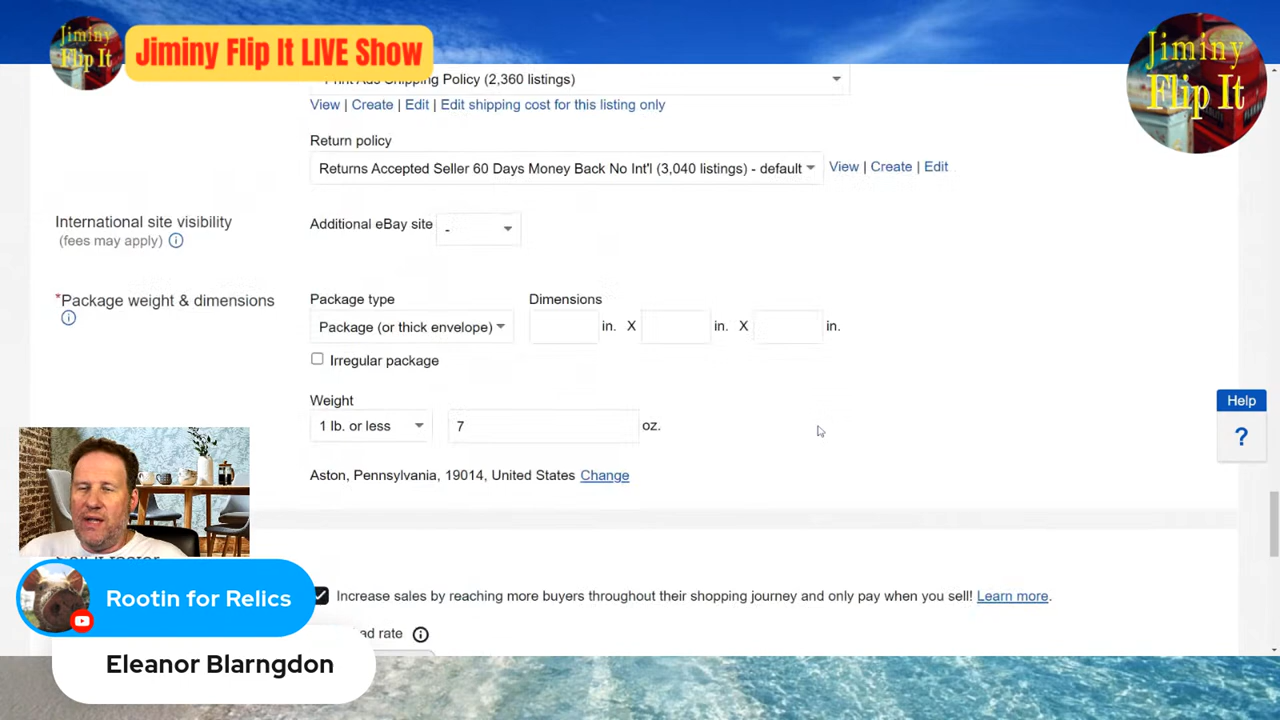 Jiminy
Flip It
Jiminy Flip It LIVE Show
Jiminy
Flip It
Print Ads Shipping Policy (2,360 listings)
View | Create | Edit | Edit shipping cost for this listing only
Return policy
Returns Accepted Seller 60 Days Money Back No Int'l (3,040 listings) - default
View | Create | Edit
International site visibility
(fees may apply)
Additional eBay site
-
*Package weight & dimensions
Package type
Dimensions
Package (or thick envelope)
in. X in. X in.
Irregular package
Weight
1 lb. or less
7 oz.
Help
?
Aston, Pennsylvania, 19014, United States Change
Increase sales by reaching more buyers throughout their shopping journey and only pay when you sell! Learn more.
ad rate
Rootin for Relics
Eleanor Blarngdon